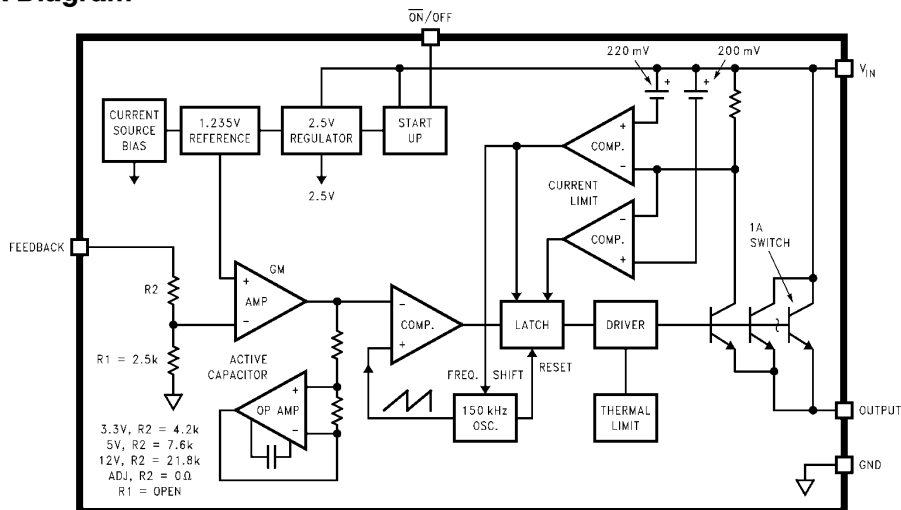 ON/OFF
220 mV
200 mV
+
+
V_IN
CURRENT
SOURCE
BIAS
1.235V
REFERENCE
2.5V
REGULATOR
START
UP
2.5V
+
COMP.
−
CURRENT
LIMIT
−
COMP.
+
1A
SWITCH
FEEDBACK
R2
R1 = 2.5k
+
GM
AMP
−
−
COMP.
+
LATCH
DRIVER
ACTIVE
CAPACITOR
+
OP AMP
−
FREQ. SHIFT
RESET
150 kHz
OSC.
THERMAL
LIMIT
OUTPUT
GND
3.3V, R2 = 4.2k
5V, R2 = 7.6k
12V, R2 = 21.8k
ADJ, R2 = 0Ω
R1 = OPEN